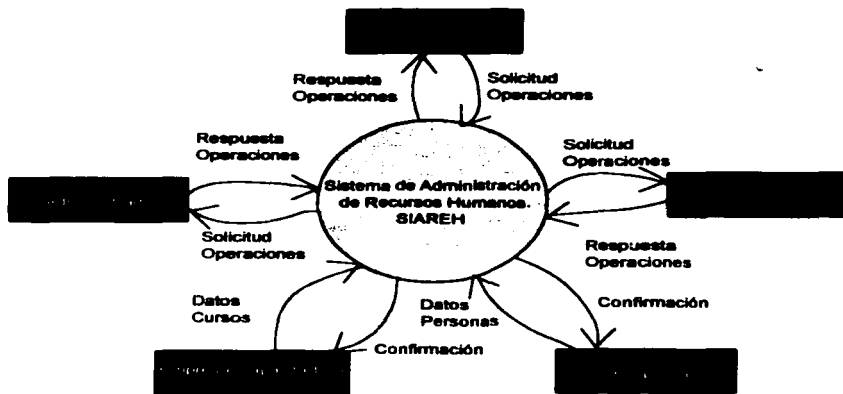 Respuesta
Operaciones
Solicitud
Operaciones
Respuesta
Operaciones
Solicitud
Operaciones
Sistema de Administración
de Recursos Humanos.
SIAREH
Solicitud
Operaciones
Respuesta
Operaciones
Datos
Cursos
Datos
Personas
Confirmación
Confirmación